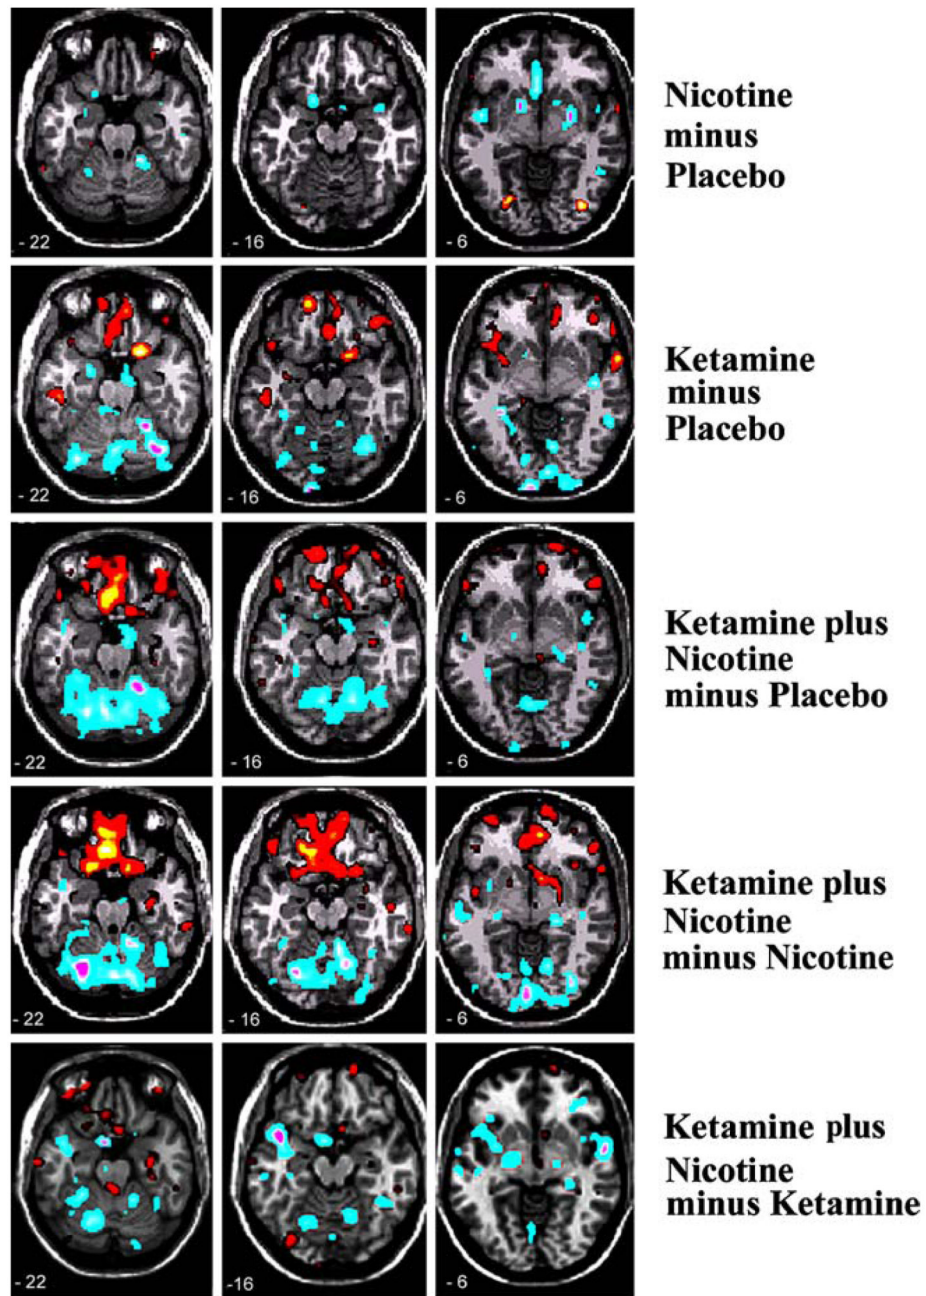 - 22
- 16
- 6
Nicotine
minus
Placebo
- 22
- 16
- 6
Ketamine
minus
Placebo
- 22
- 16
- 6
Ketamine plus
Nicotine
minus Placebo
- 22
- 16
- 6
Ketamine plus
Nicotine
minus Nicotine
- 22
-16
- 6
Ketamine plus
Nicotine
minus Ketamine